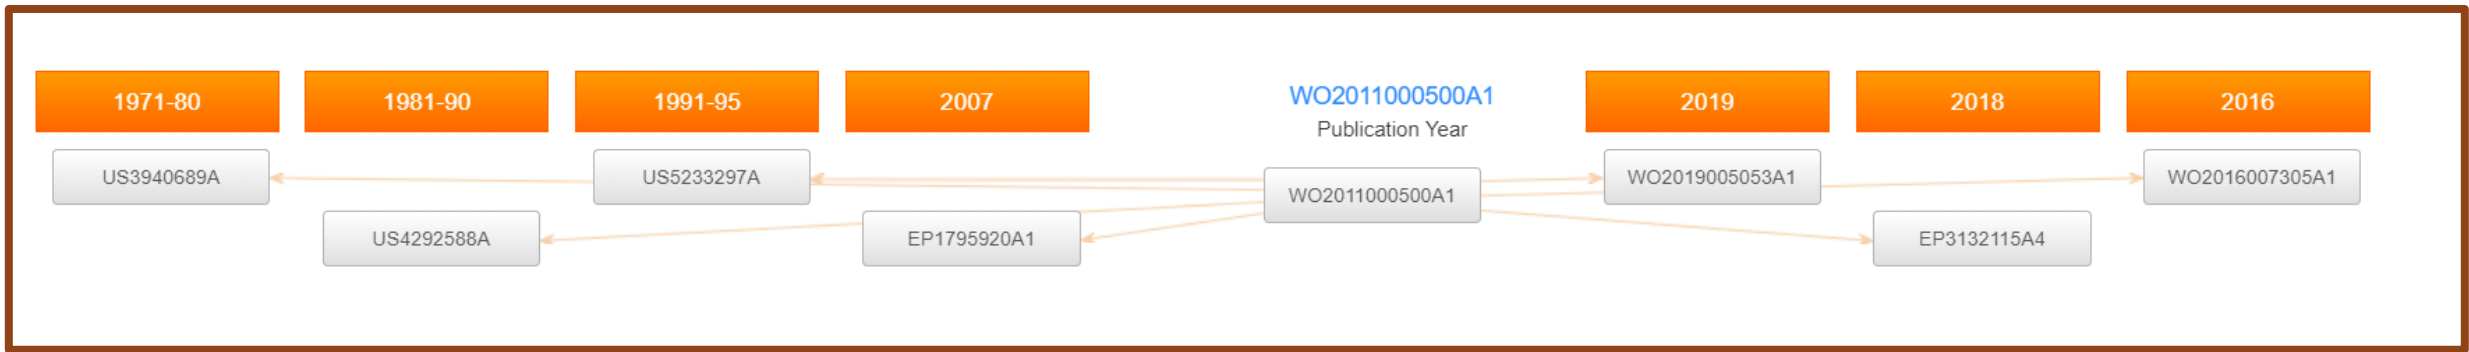 1971-80
1981-90
1991-95
2007
WO2011000500A1
Publication Year
2019
2018
2016
US3940689A
US5233297A
WO2011000500A1
WO2019005053A1
WO2016007305A1
US4292588A
EP1795920A1
EP3132115A4